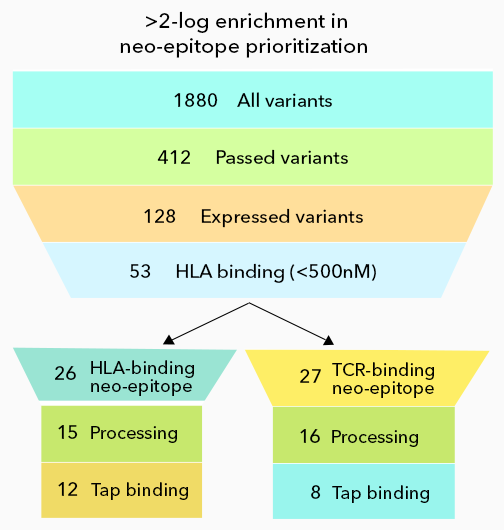 >2-log enrichment in
neo-epitope prioritization
1880 All variants
412 Passed variants
128 Expressed variants
53 HLA binding (<500nM)
26 HLA-binding
neo-epitope
15 Processing
12 Tap binding
27 TCR-binding
neo-epitope
16 Processing
8 Tap binding